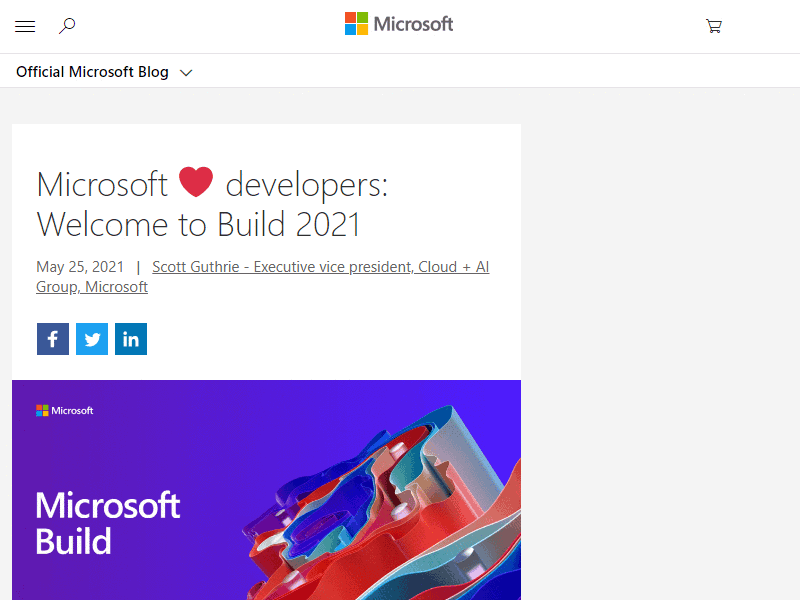 Microsoft
Official Microsoft Blog
Microsoft ❤ developers:
Welcome to Build 2021
May 25, 2021 | Scott Guthrie - Executive vice president, Cloud + AI
Group, Microsoft
Microsoft
Microsoft
Build